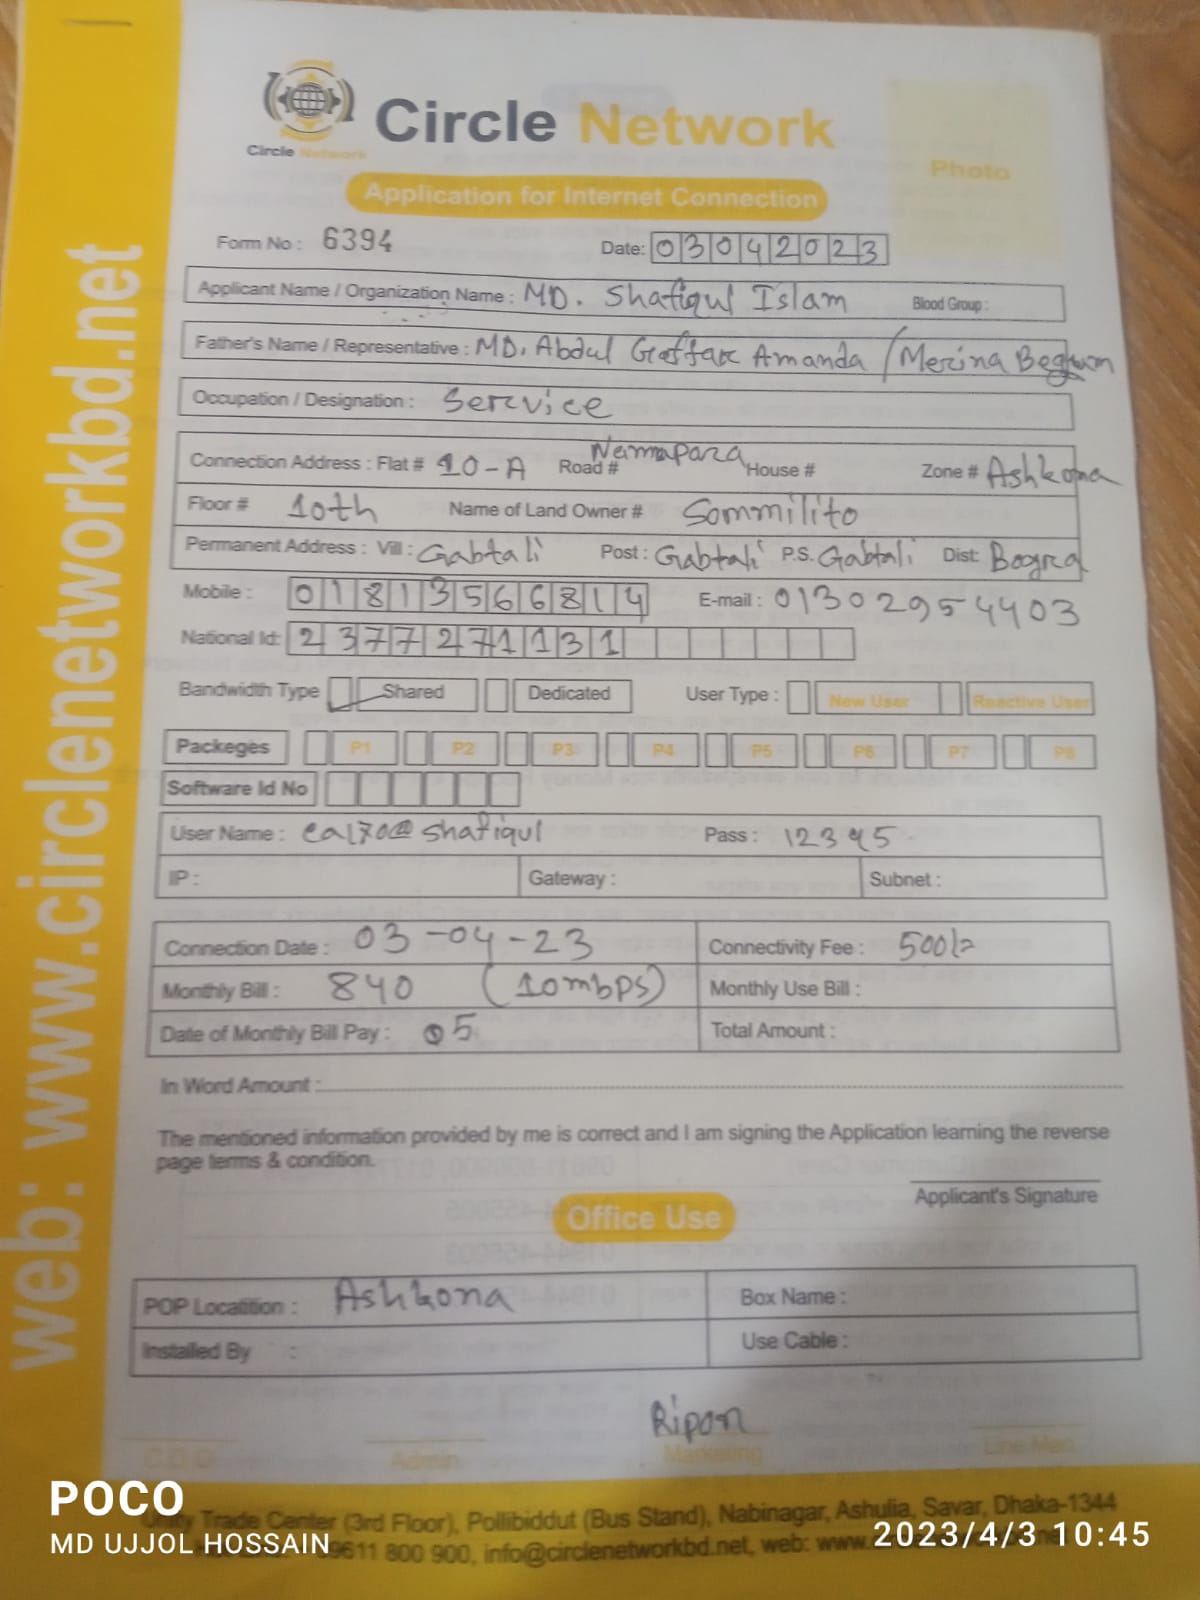 Circle Network
Circle Network
Photo
Application for Internet Connection
Form No : 6394 Date: 03042023
Applicant Name / Organization Name : MD. Shafiqul Islam Blood Group :
Father's Name / Representative : MD. Abdul Gaffar Amanda / Merina Begum
Occupation / Designation : Service
Connection Address : Flat # 10-A Road # Namapara House # Zone # Ashkona
Floor # 10th Name of Land Owner # Sommilito
Permanent Address : Vill : Gabtali Post : Gabtali P.S. Gabtali Dist: Bogra
Mobile : 01813566814 E-mail : 01302954403
National Id: 2377271131
Bandwidth Type Shared Dedicated User Type : New User Reactive User
Packeges P1 P2 P3 P4 P5 P6 P7 P8
Software Id No
User Name : @shafiqul Pass : 12345
IP : Gateway : Subnet :
Connection Date : 03-04-23 Connectivity Fee : 500/=
Monthly Bill : 840 (10mbps) Monthly Use Bill :
Date of Monthly Bill Pay : 05 Total Amount :
In Word Amount :
The mentioned information provided by me is correct and I am signing the Application learning the reverse
page terms & condition.
Applicant's Signature
Office Use
POP Locatition : Ashkona Box Name :
Installed By : Use Cable :
Ripon
Admin Marketing Line Man
Trade Center (3rd Floor), Pollibiddut (Bus Stand), Nabinagar, Ashulia, Savar, Dhaka-1344
09611 800 900, info@circlenetworkbd.net, web: www.
web: www.circlenetworkbd.net
POCO
MD UJJOL HOSSAIN
2023/4/3 10:45